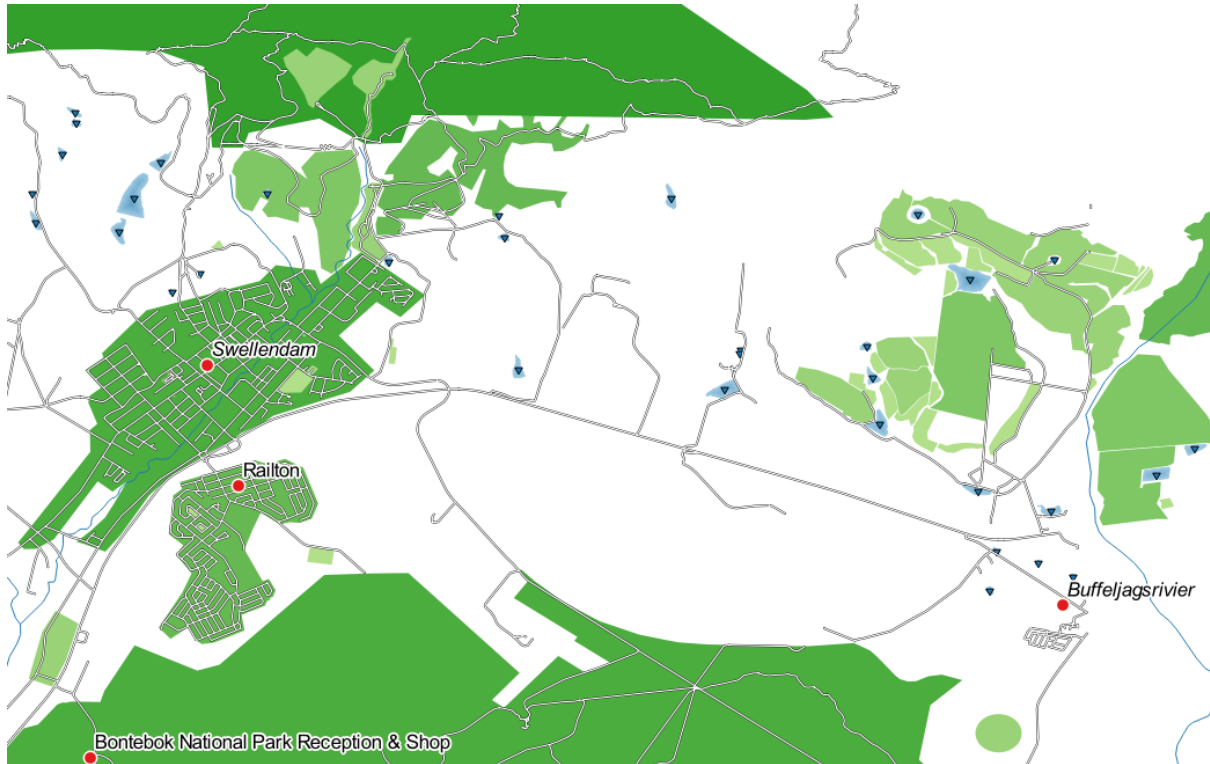 Swellendam
Railton
Buffeljagsrivier
Bontebok National Park Reception & Shop